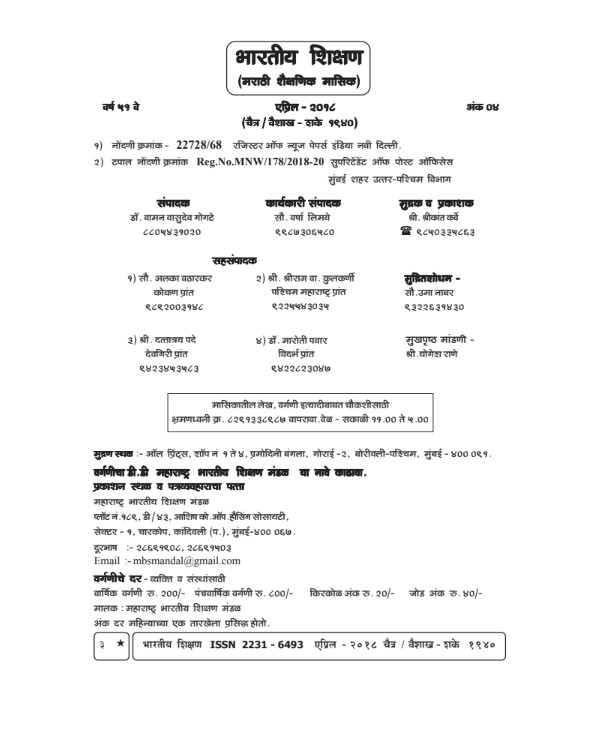 भारतीय शिक्षण
(मराठी शैक्षणिक मासिक)
वर्ष ५१ वे एप्रिल - २०१८ अंक ०४
(चैत्र / वैशाख - शके १९४०)
१) नोंदणी क्रमांक - 22728/68 रजिस्टर ऑफ न्यूज पेपर्स इंडिया नवी दिल्ली.
२) टपाल नोंदणी क्रमांक Reg.No.MNW/178/2018-20 सुपरिटेंडेंट ऑफ पोस्ट ऑफिसेस
मुंबई शहर उत्तर-पश्चिम विभाग
संपादक कार्यकारी संपादक मुद्रक व प्रकाशक
डॉ. वामन वासुदेव गोगटे सौ. वर्षा लिमये श्री. श्रीकांत कर्वे
८८०५४३१०२० ९९८७३०६५८० ☎ ९८५०३३५८६३
सहसंपादक
१) सौ. अलका बठारकर २) श्री. श्रीराम वा. कुलकर्णी मुद्रितशोधन -
कोकण प्रांत पश्चिम महाराष्ट्र प्रांत सौ.उमा नाबर
९८९२००३१४८ ९२२५५४३०३५ ९३२२६३१४३०
३) श्री. दत्तात्रय पदे ४) डॉ. मारोती पवार मुखपृष्ठ मांडणी -
देवगिरी प्रांत विदर्भ प्रांत श्री.योगेश राणे
९४२३४५३५८३ ९४२२८२३०४७
मासिकातील लेख, वर्गणी इत्यादीबाबत चौकशीसाठी
भ्रमणध्वनी क्र. ८२९१३३८९८७ वापरावा.वेळ - सकाळी ११.०० ते ५.००
मुद्रण स्थळ :- ऑल प्रिंट्स, शॉप नं १ ते ४, प्रमोदिनी बंगला, गोराई -२, बोरीवली-पश्चिम, मुंबई - ४०० ०९१.
वर्गणीचा डी.डी महाराष्ट्र भारतीय शिक्षण मंडळ या नावे काढावा.
प्रकाशन स्थळ व पत्रव्यवहाराचा पत्ता
महाराष्ट्र भारतीय शिक्षण मंडळ
प्लॉट नं.१८९, डी / ४३, आशिष को.ऑप.हौसिंग सोसायटी,
सेक्टर - १, चारकोप, कांदिवली (प.), मुंबई-४०० ०६७.
दूरभाष :- २८६९१९०८, २८६९१५०३
Email :- mbsmandal@gmail.com
वर्गणीचे दर - व्यक्ति व संस्थांसाठी
वार्षिक वर्गणी रु. २००/- पंचवार्षिक वर्गणी रु. ८००/- किरकोळ अंक रु. २०/- जोड अंक रु. ४०/-
मालक : महाराष्ट्र भारतीय शिक्षण मंडळ
अंक दर महिन्याच्या एक तारखेला प्रसिद्ध होतो.
३ ★ भारतीय शिक्षण ISSN 2231 - 6493 एप्रिल - २०१८ चैत्र / वैशाख - शके १९४०